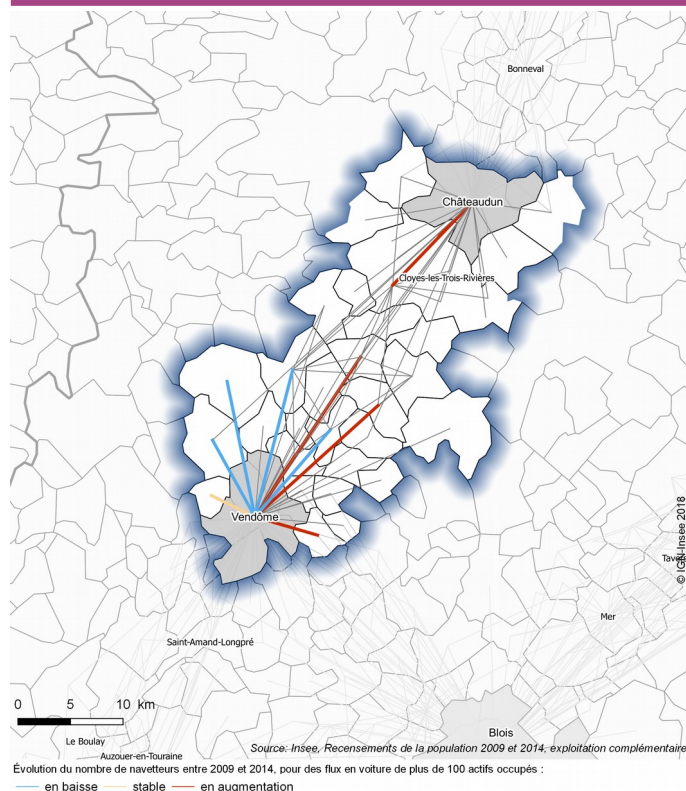 Bonneval
Châteaudun
Cloyes-les-Trois-Rivières
Vendôme
© IGN-Insee 2018
Mer
Saint-Amand-Longpré
0 5 10 km
Blois
Le Boulay
Auzouer-en-Touraine
Source: Insee, Recensements de la population 2009 et 2014, exploitation complémentaire
Évolution du nombre de navetteurs entre 2009 et 2014, pour des flux en voiture de plus de 100 actifs occupés :
en baisse stable en augmentation